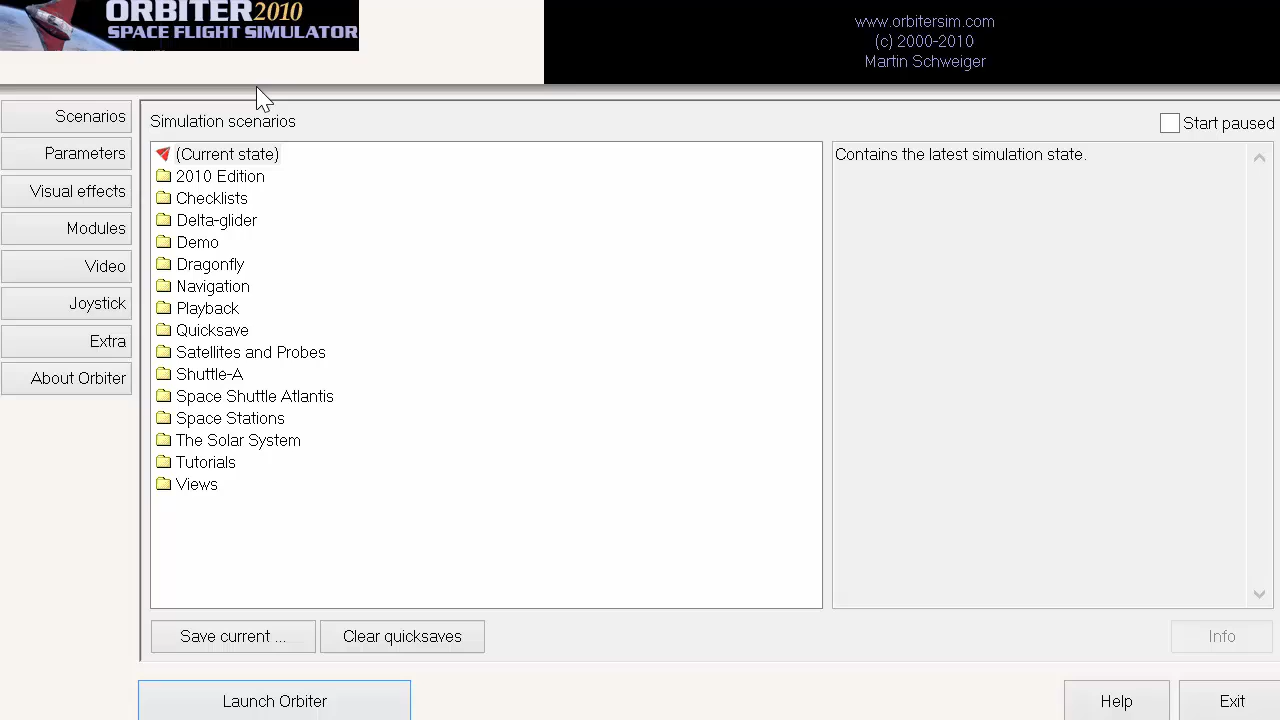 ORBITER 2010
SPACE FLIGHT SIMULATOR
www.orbitersim.com
(c) 2000-2010
Martin Schweiger
Scenarios
Parameters
Visual effects
Modules
Video
Joystick
Extra
About Orbiter
Simulation scenarios
Start paused
(Current state)
2010 Edition
Checklists
Delta-glider
Demo
Dragonfly
Navigation
Playback
Quicksave
Satellites and Probes
Shuttle-A
Space Shuttle Atlantis
Space Stations
The Solar System
Tutorials
Views
Contains the latest simulation state.
Save current ...
Clear quicksaves
Info
Launch Orbiter
Help
Exit